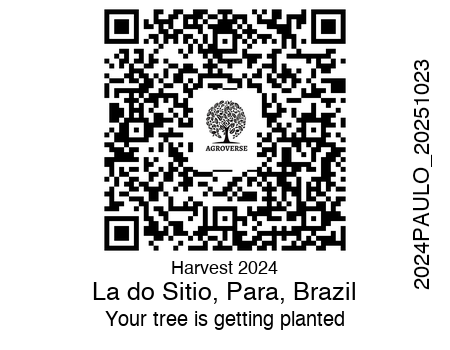 AGROVERSE
Harvest 2024
La do Sitio, Para, Brazil
Your tree is getting planted
2024PAULO_20251023